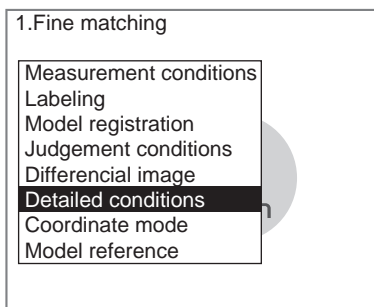 1.Fine matching
Measurement conditions
Labeling
Model registration
Judgement conditions
Differencial image
Detailed conditions
Coordinate mode
Model reference